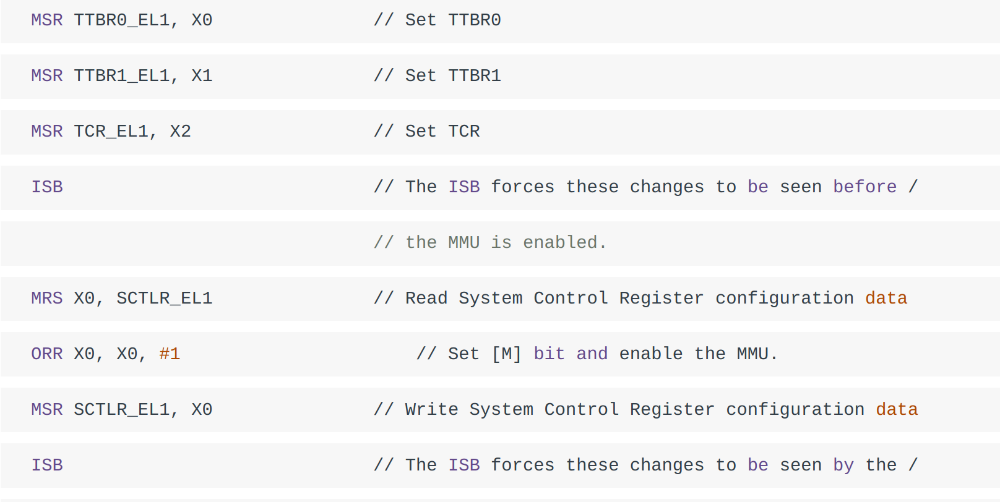 MSR TTBR0_EL1, X0 // Set TTBR0
MSR TTBR1_EL1, X1 // Set TTBR1
MSR TCR_EL1, X2 // Set TCR
ISB // The ISB forces these changes to be seen before /
// the MMU is enabled.
MRS X0, SCTLR_EL1 // Read System Control Register configuration data
ORR X0, X0, #1 // Set [M] bit and enable the MMU.
MSR SCTLR_EL1, X0 // Write System Control Register configuration data
ISB // The ISB forces these changes to be seen by the /